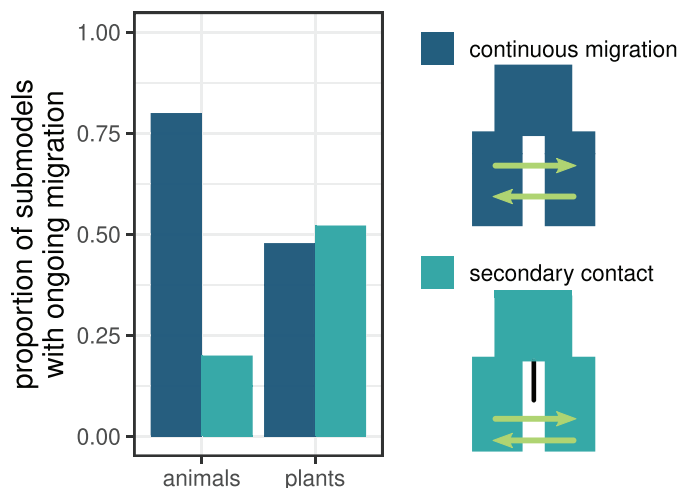 proportion of submodels
with ongoing migration
1.00
0.75
0.50
0.25
0.00
animals
plants
continuous migration
secondary contact